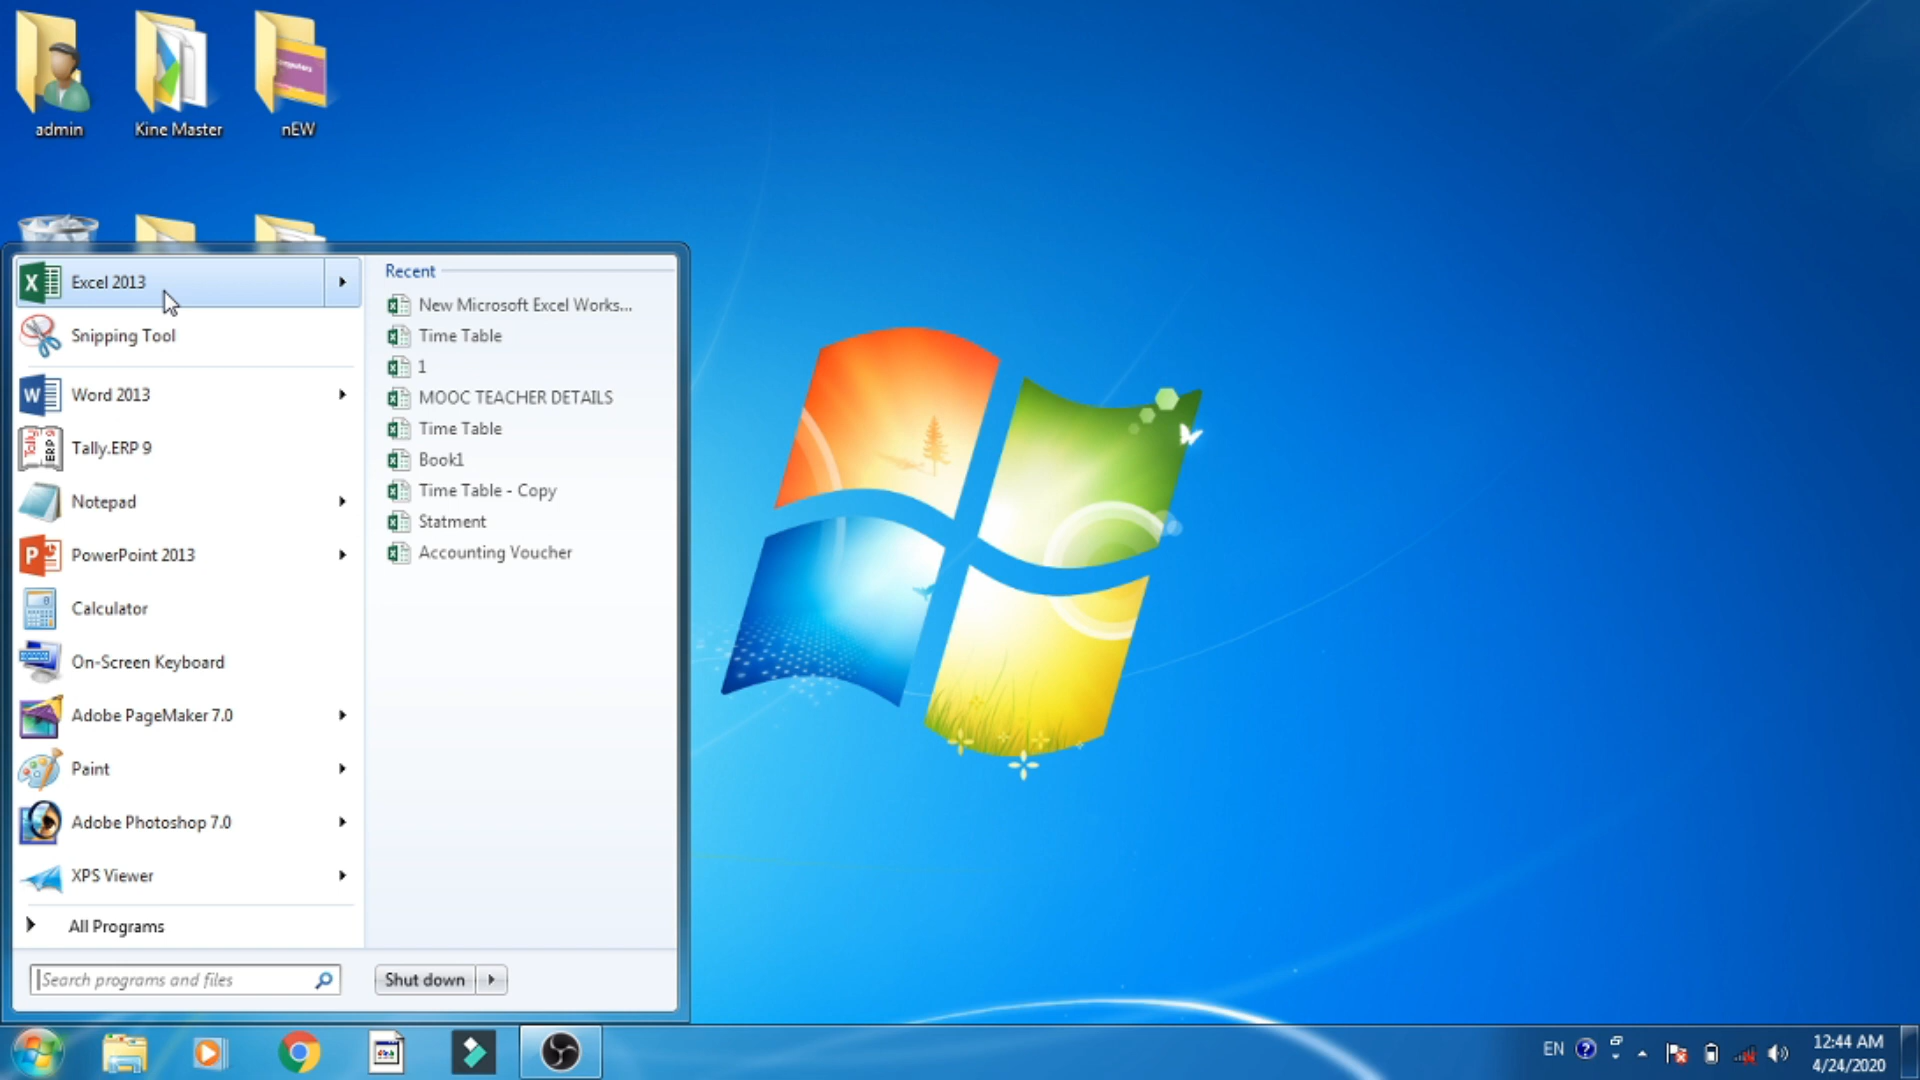 admin
Kine Master
nEW
Computers
Excel 2013
Snipping Tool
Word 2013
Tally.ERP 9
Notepad
PowerPoint 2013
Calculator
On-Screen Keyboard
Adobe PageMaker 7.0
Paint
Adobe Photoshop 7.0
XPS Viewer
All Programs
Search programs and files
Recent
New Microsoft Excel Works...
Time Table
1
MOOC TEACHER DETAILS
Time Table
Book1
Time Table - Copy
Statment
Accounting Voucher
Shut down
EN
12:44 AM
4/24/2020